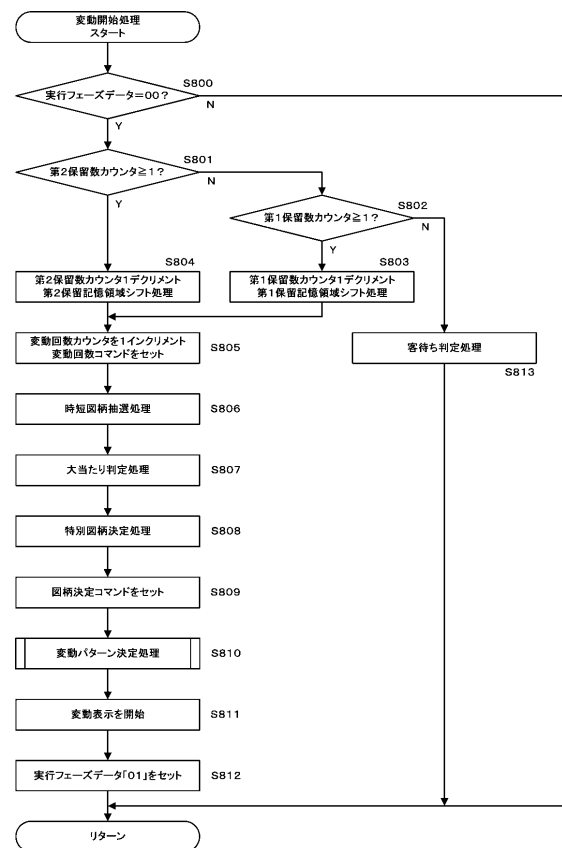 変動開始処理
スタート
S800
実行フェーズデータ=00?
N
Y
S801
第2保留数カウンタ≧1?
N
Y
S802
第1保留数カウンタ≧1?
N
Y
S804
第2保留数カウンタ1デクリメント
第2保留記憶領域シフト処理
S803
第1保留数カウンタ1デクリメント
第1保留記憶領域シフト処理
変動回数カウンタを1インクリメント
変動回数コマンドをセット
S805
客待ち判定処理
S813
時短図柄抽選処理
S806
大当たり判定処理
S807
特別図柄決定処理
S808
図柄決定コマンドをセット
S809
変動パターン決定処理
S810
変動表示を開始
S811
実行フェーズデータ「01」をセット
S812
リターン